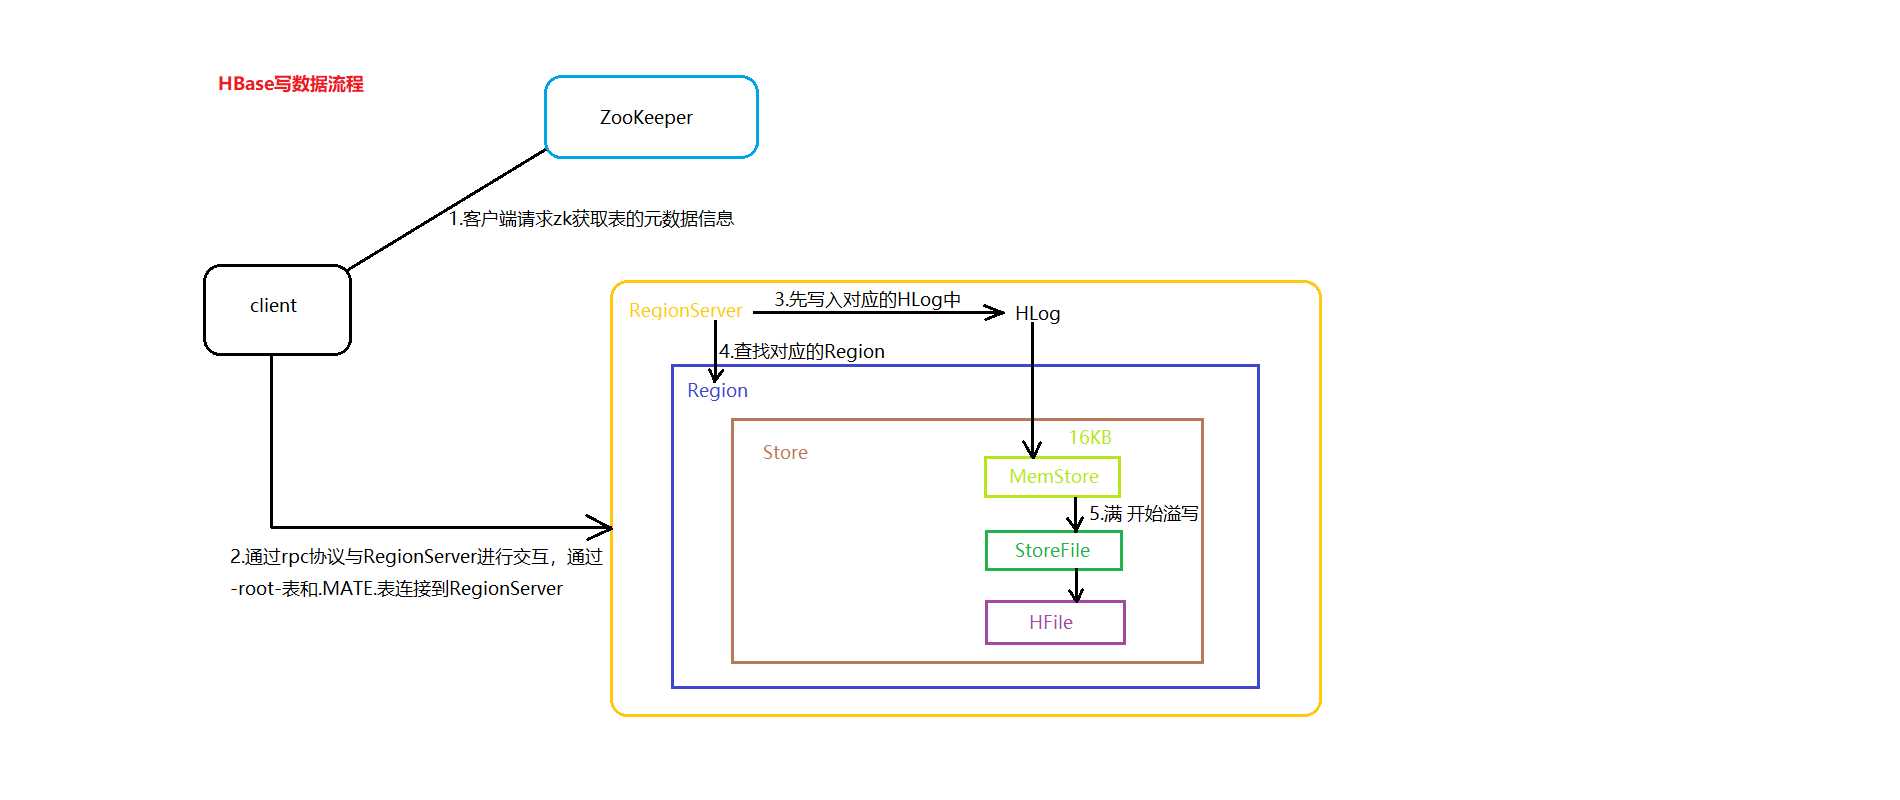 HBase写数据流程
ZooKeeper
1.客户端请求zk获取表的元数据信息
client
RegionServer
3.先写入对应的HLog中
HLog
4.查找对应的Region
Region
Store
16KB
MemStore
5.满 开始溢写
StoreFile
HFile
2.通过rpc协议与RegionServer进行交互，通过
-root-表和.MATE.表连接到RegionServer